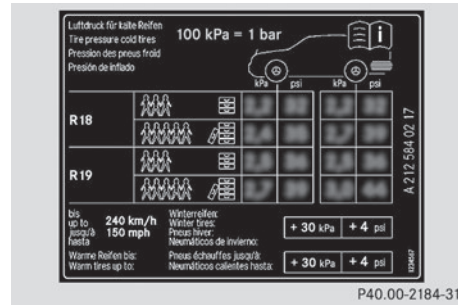 Luftdruck für kalte Reifen
Tire pressure cold tires
Pression des pneus froid
Presión de inflado
100 kPa = 1 bar
i
kPa psi kPa psi
R18
R19
A 212 584 02 17
bis
up to
jusqu'à
hasta
240 km/h
150 mph
Winterreifen:
Winter tires:
Pneus hiver:
Neumáticos de invierno:
+ 30 kPa + 4 psi
Warme Reifen bis:
Warm tires up to:
Pneus échauffes jusqu'à:
Neumáticos calientes hasta:
+ 30 kPa + 4 psi
1234567
P40.00-2184-31